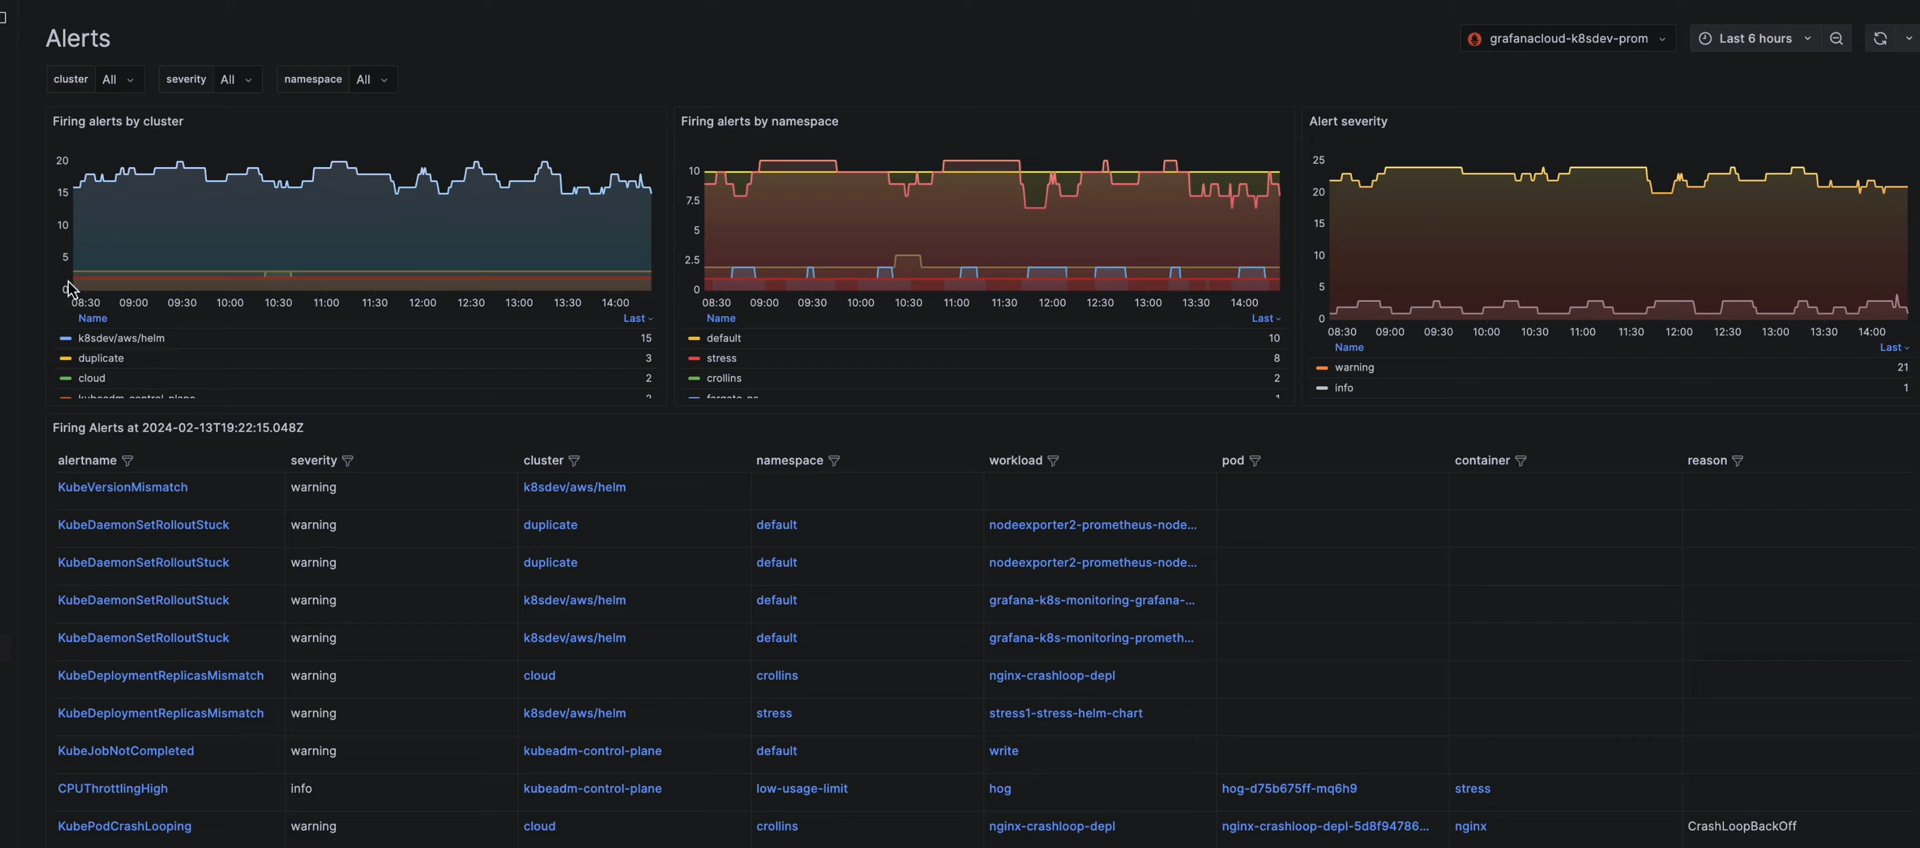 Alerts
grafanacloud-k8sdev-prom
Last 6 hours
cluster All severity All namespace All
Firing alerts by cluster
20
15
10
5
0
08:30 09:00 09:30 10:00 10:30 11:00 11:30 12:00 12:30 13:00 13:30 14:00
Name Last
k8sdev/aws/helm 15
duplicate 3
cloud 2
kubeadm-control-plane 2
Firing alerts by namespace
10
7.5
5
2.5
0
08:30 09:00 09:30 10:00 10:30 11:00 11:30 12:00 12:30 13:00 13:30 14:00
Name Last
default 10
stress 8
crollins 2
1
Alert severity
25
20
15
10
5
0
08:30 09:00 09:30 10:00 10:30 11:00 11:30 12:00 12:30 13:00 13:30 14:00
Name Last
warning 21
info 1
Firing Alerts at 2024-02-13T19:22:15.048Z
alertname severity cluster namespace workload pod container reason
KubeVersionMismatch warning k8sdev/aws/helm
KubeDaemonSetRolloutStuck warning duplicate default nodeexporter2-prometheus-node...
KubeDaemonSetRolloutStuck warning duplicate default nodeexporter2-prometheus-node...
KubeDaemonSetRolloutStuck warning k8sdev/aws/helm default grafana-k8s-monitoring-grafana-...
KubeDaemonSetRolloutStuck warning k8sdev/aws/helm default grafana-k8s-monitoring-prometh...
KubeDeploymentReplicasMismatch warning cloud crollins nginx-crashloop-depl
KubeDeploymentReplicasMismatch warning k8sdev/aws/helm stress stress1-stress-helm-chart
KubeJobNotCompleted warning kubeadm-control-plane default write
CPUThrottlingHigh info kubeadm-control-plane low-usage-limit hog hog-d75b675ff-mq6h9 stress
KubePodCrashLooping warning cloud crollins nginx-crashloop-depl nginx-crashloop-depl-5d8f94786... nginx CrashLoopBackOff